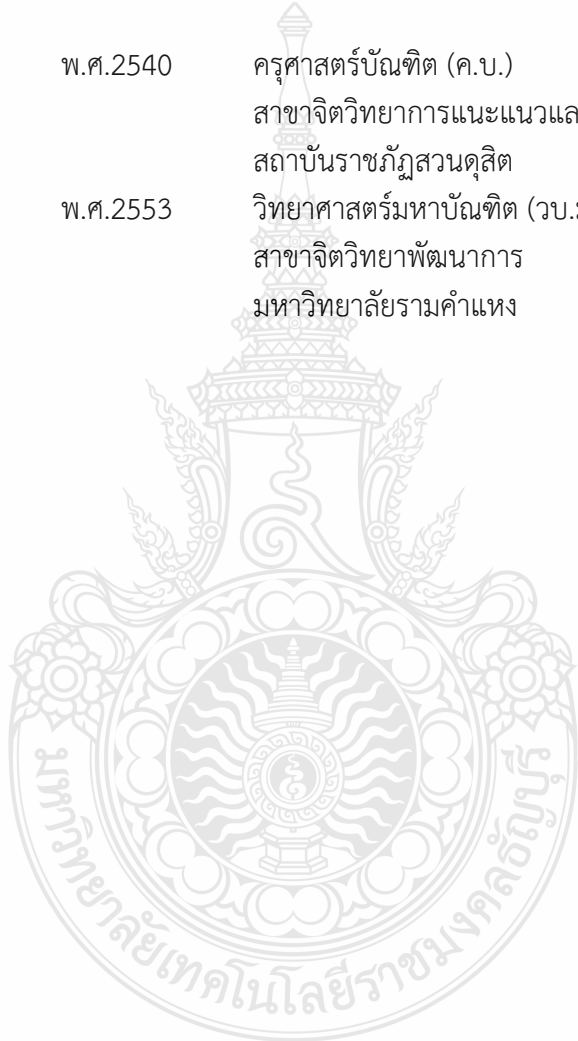 พ.ศ.2540 ครุศาสตร์บัณฑิต (ค.บ.)
สาขาจิตวิทยาการแนะแนวแล
สถาบันราชภัฏสวนดุสิต
พ.ศ.2553 วิทยาศาสตร์มหาบัณฑิต (วบ.
สาขาจิตวิทยาพัฒนาการ
มหาวิทยาลัยรามคำแหง
มหาวิทยาลัยเทคโนโลยีราชมงคลธัญบุรี